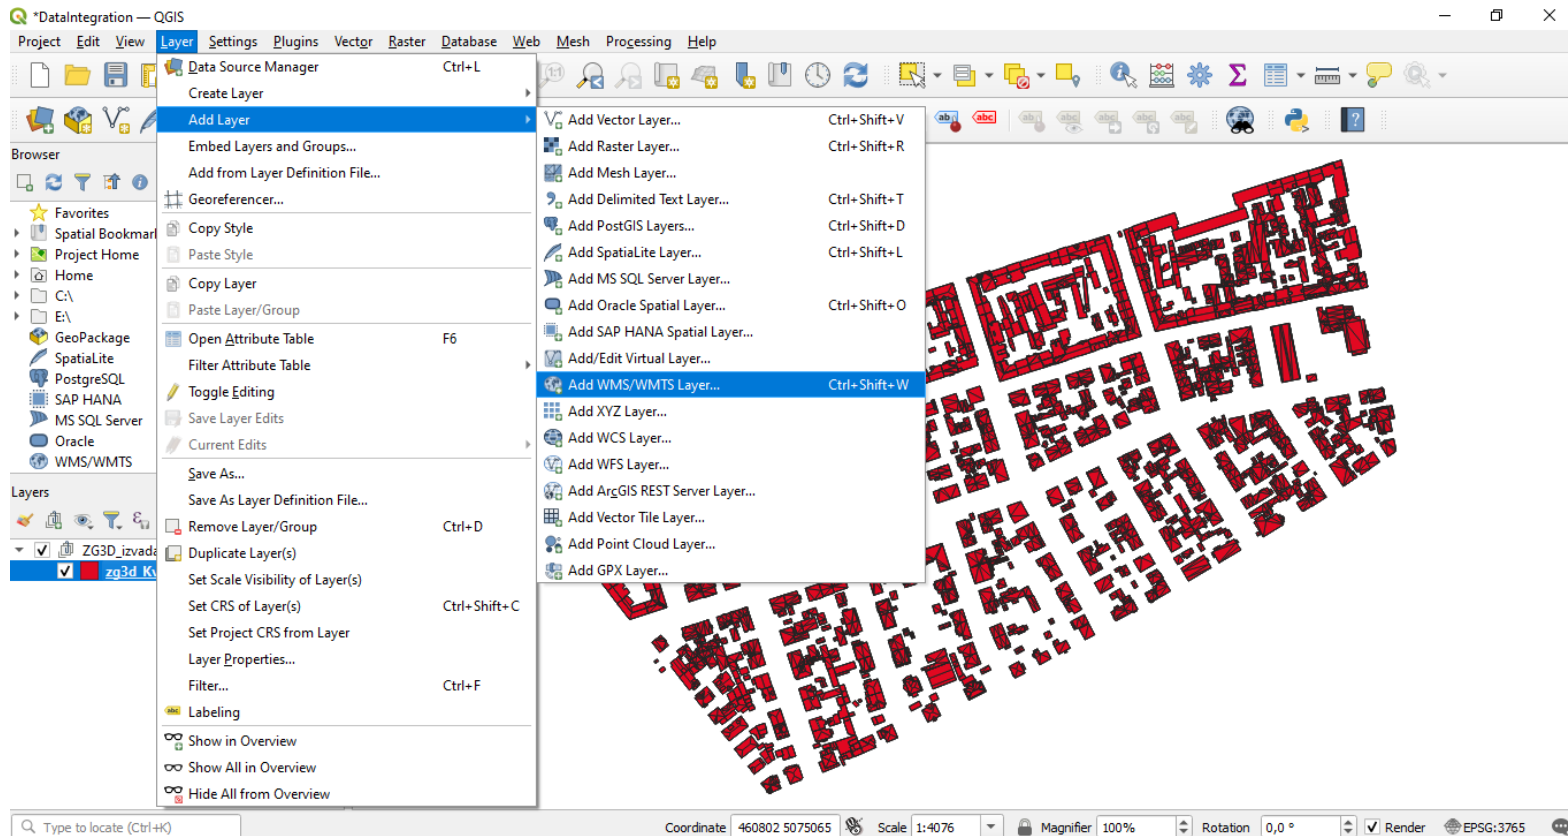 *DataIntegration — QGIS
Project Edit View Layer Settings Plugins Vector Raster Database Web Mesh Processing Help
Data Source Manager Ctrl+L
Create Layer
Add Layer
Embed Layers and Groups...
Add from Layer Definition File...
Georeferencer...
Copy Style
Paste Style
Copy Layer
Paste Layer/Group
Open Attribute Table F6
Filter Attribute Table
Toggle Editing
Save Layer Edits
Current Edits
Save As...
Save As Layer Definition File...
Remove Layer/Group Ctrl+D
Duplicate Layer(s)
Set Scale Visibility of Layer(s)
Set CRS of Layer(s) Ctrl+Shift+C
Set Project CRS from Layer
Layer Properties...
Filter... Ctrl+F
abc Labeling
Show in Overview
Show All in Overview
Hide All from Overview
Add Vector Layer... Ctrl+Shift+V
Add Raster Layer... Ctrl+Shift+R
Add Mesh Layer...
Add Delimited Text Layer... Ctrl+Shift+T
Add PostGIS Layers... Ctrl+Shift+D
Add SpatiaLite Layer... Ctrl+Shift+L
Add MS SQL Server Layer...
Add Oracle Spatial Layer... Ctrl+Shift+O
Add SAP HANA Spatial Layer...
Add/Edit Virtual Layer...
Add WMS/WMTS Layer... Ctrl+Shift+W
Add XYZ Layer...
Add WCS Layer...
Add WFS Layer...
Add ArcGIS REST Server Layer...
Add Vector Tile Layer...
Add Point Cloud Layer...
Add GPX Layer...
Browser
Favorites
Spatial Bookmar
Project Home
Home
C:\
E:\
GeoPackage
SpatiaLite
PostgreSQL
SAP HANA
MS SQL Server
Oracle
WMS/WMTS
Layers
ZG3D_izvada
zg3d_Kv
Type to locate (Ctrl+K)
Coordinate 460802 5075065 Scale 1:4076 Magnifier 100% Rotation 0,0 ° Render EPSG:3765